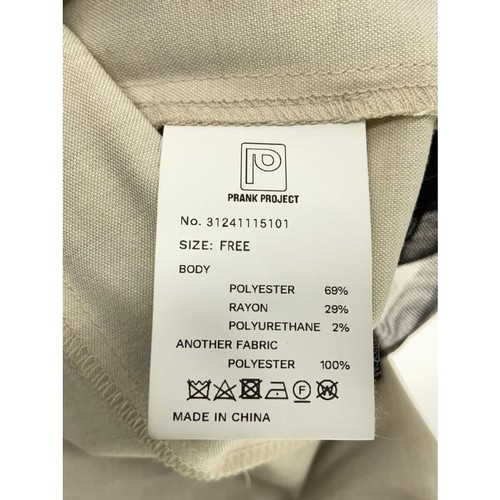 PRANK PROJECT
No. 31241115101
SIZE: FREE
BODY
POLYESTER 69%
RAYON 29%
POLYURETHANE 2%
ANOTHER FABRIC
POLYESTER 100%
MADE IN CHINA